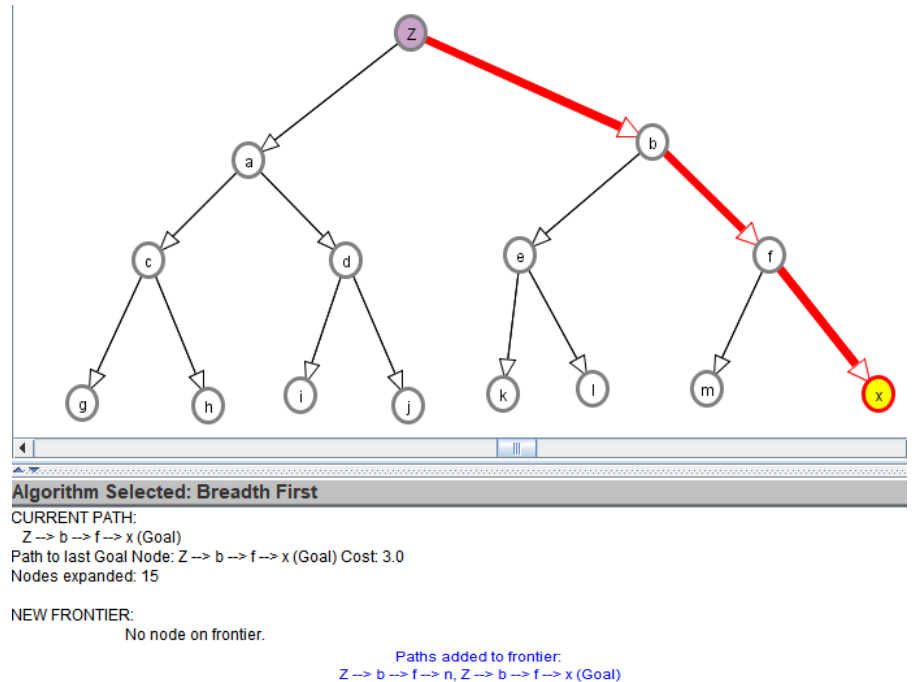 Z
b
a
c
d
e
f
g
h
i
j
k
l
m
x
Algorithm Selected: Breadth First
CURRENT PATH:
Z --> b --> f --> x (Goal)
Path to last Goal Node: Z --> b --> f --> x (Goal) Cost: 3.0
Nodes expanded: 15
NEW FRONTIER:
No node on frontier.
Paths added to frontier:
Z --> b --> f --> n, Z --> b --> f --> x (Goal)